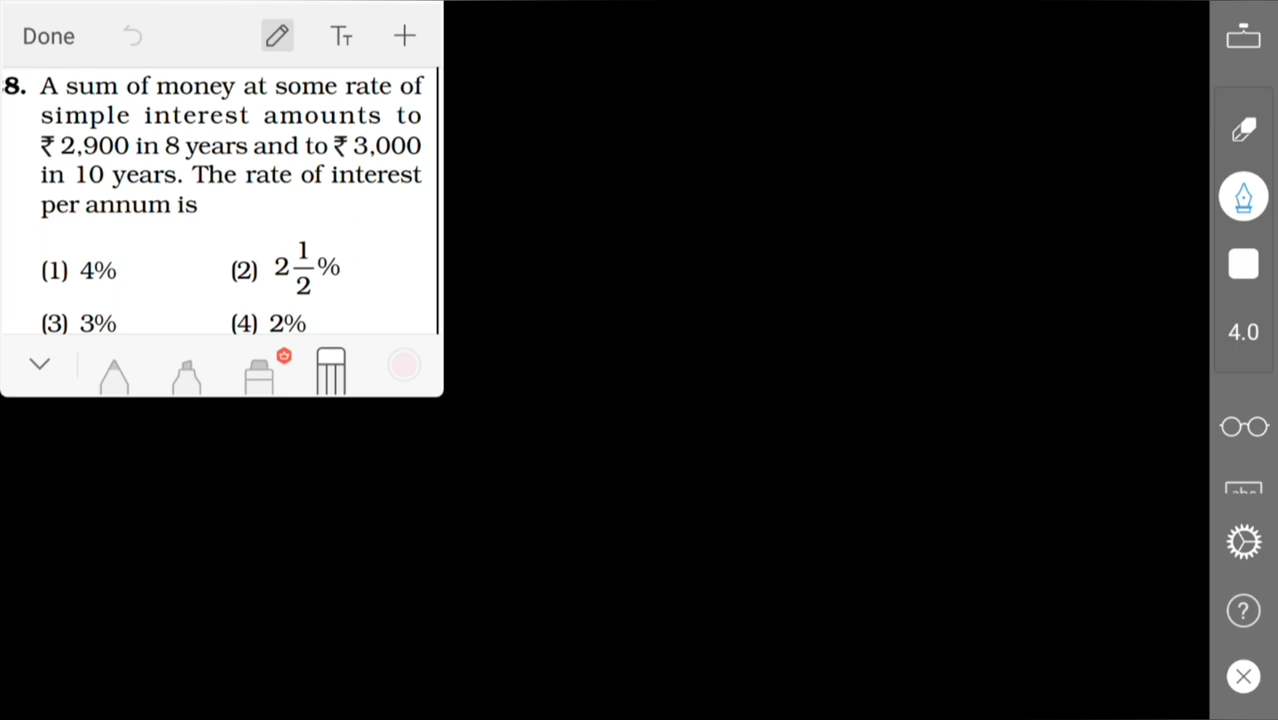 Done
8. A sum of money at some rate of
simple interest amounts to
₹ 2,900 in 8 years and to ₹ 3,000
in 10 years. The rate of interest
per annum is
(1) 4% (2) 2 1/2 %
(3) 3% (4) 2%
4.0
abc
?